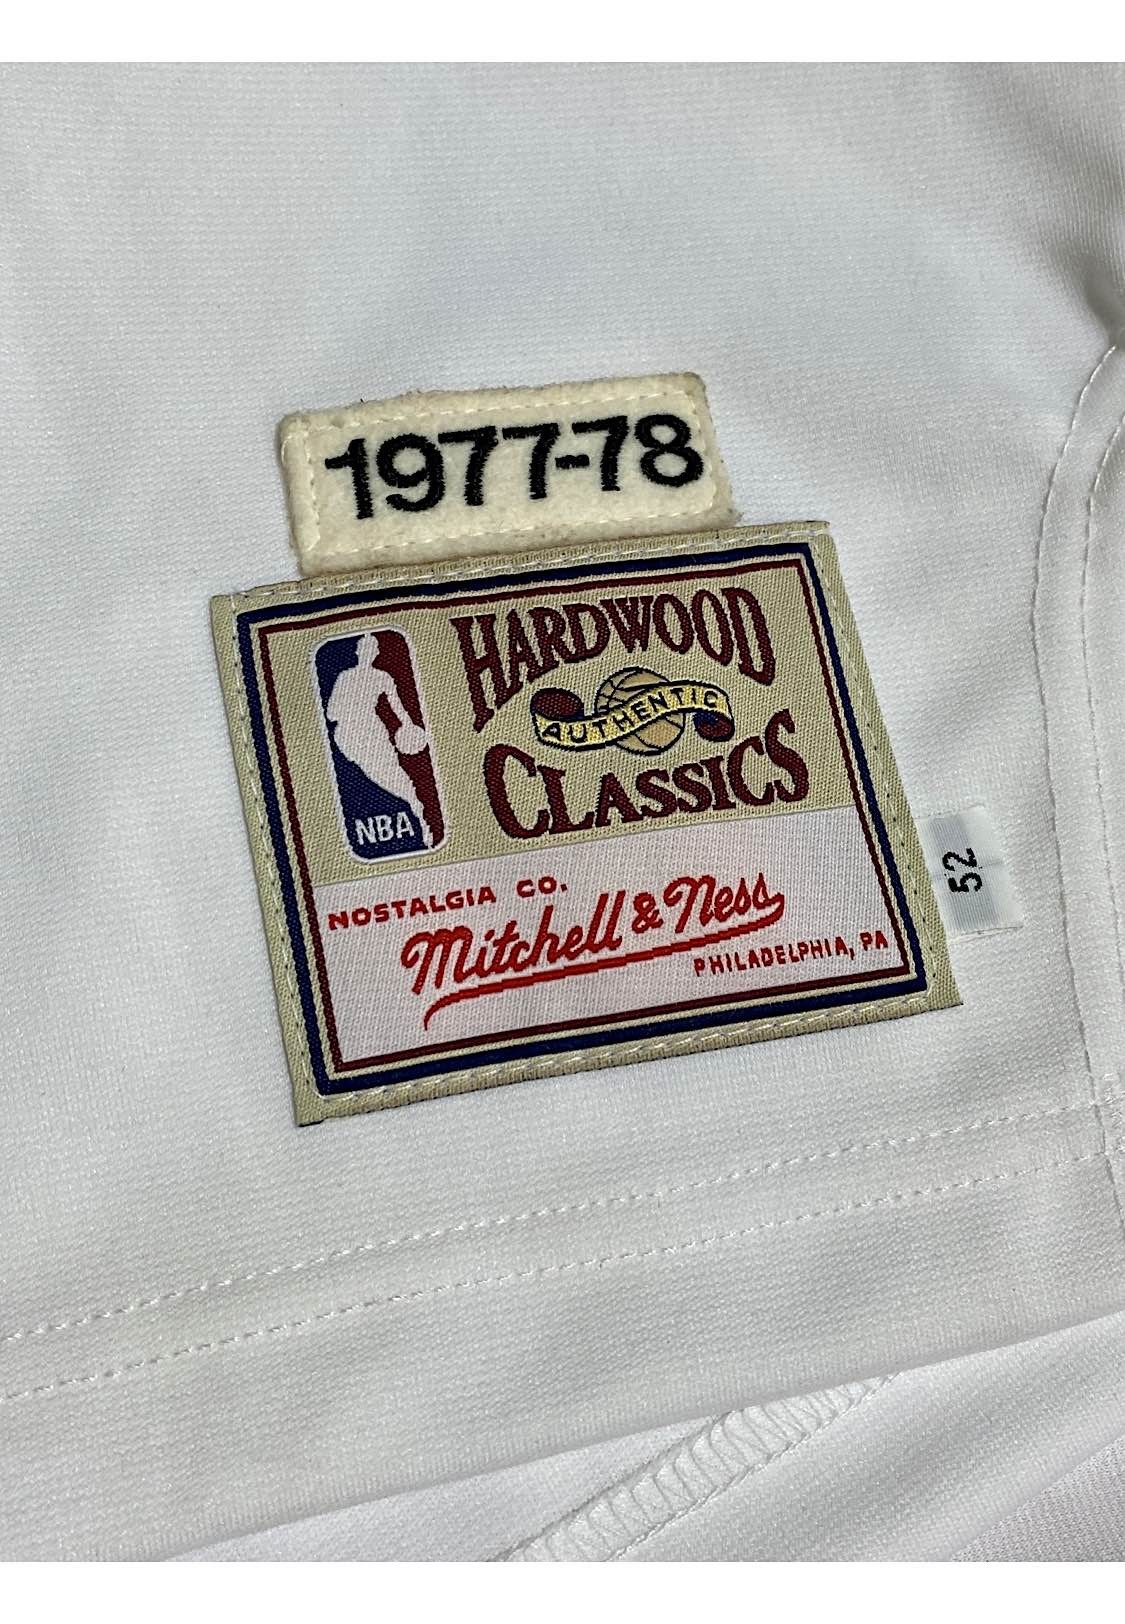 1977-78
HARDWOOD
AUTHENTIC
CLASSICS
NBA
NOSTALGIA CO.
Mitchell & Ness
PHILADELPHIA, PA
52